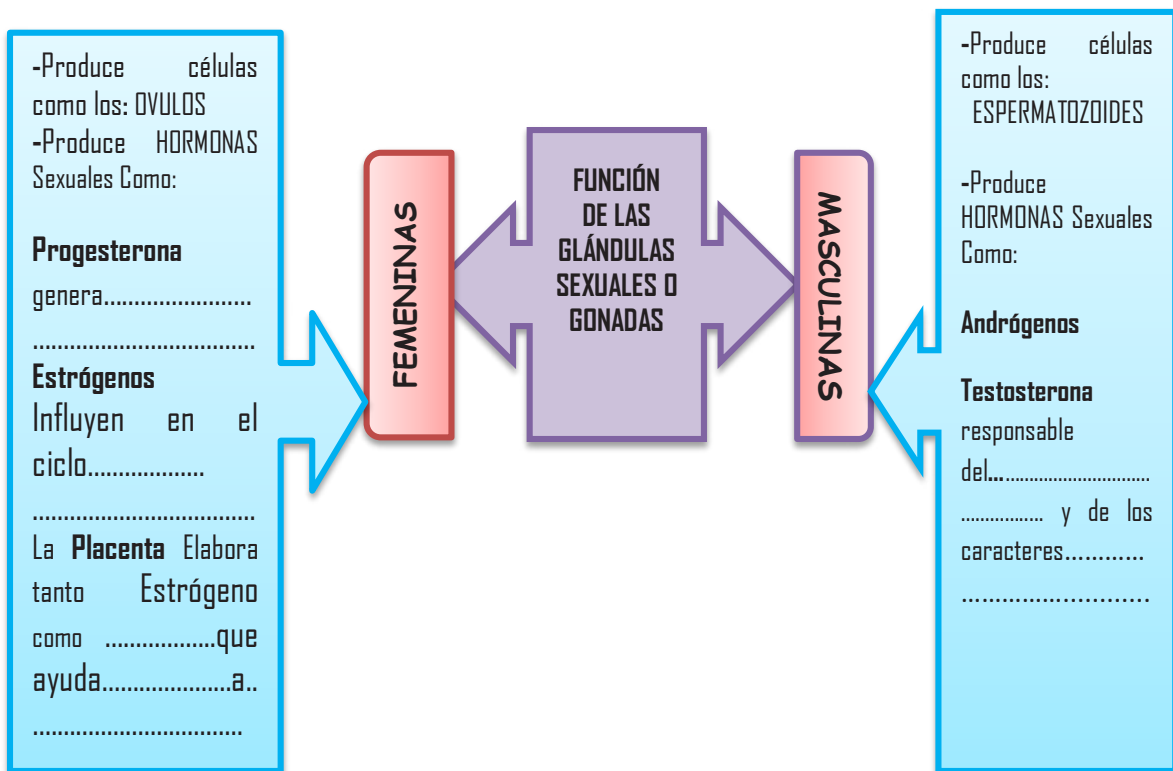 -Produce células
como los: OVULOS
-Produce HORMONAS
Sexuales Como:
Progesterona
genera........................
....................................
Estrógenos
Influyen en el
ciclo...................
....................................
La Placenta Elabora
tanto Estrógeno
como ..................que
ayuda.....................a..
..................................
FEMENINAS
FUNCIÓN
DE LAS
GLÁNDULAS
SEXUALES O
GONADAS
MASCULINAS
-Produce células
como los:
ESPERMATOZOIDES
-Produce
HORMONAS Sexuales
Como:
Andrógenos
Testosterona
responsable
del................................
................ y de los
caracteres............
..............................